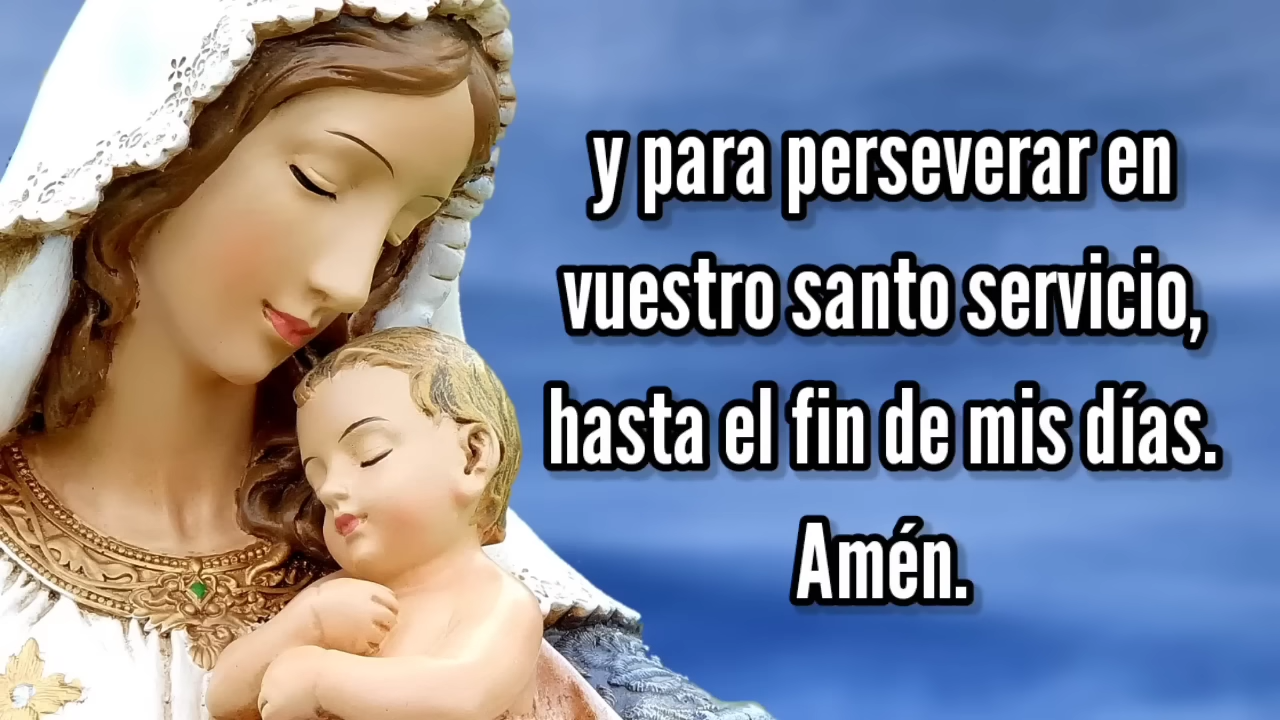 y para perseverar en
vuestro santo servicio,
hasta el fin de mis días.
Amén.